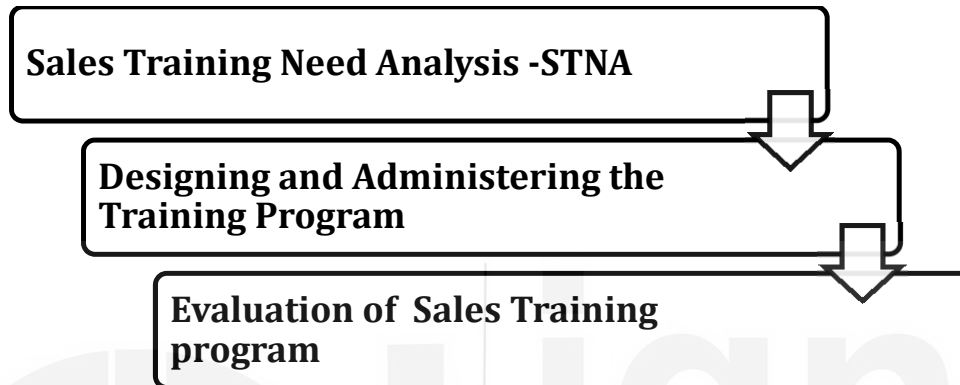 Sales Training Need Analysis -STNA
Designing and Administering the
Training Program
Evaluation of Sales Training
program